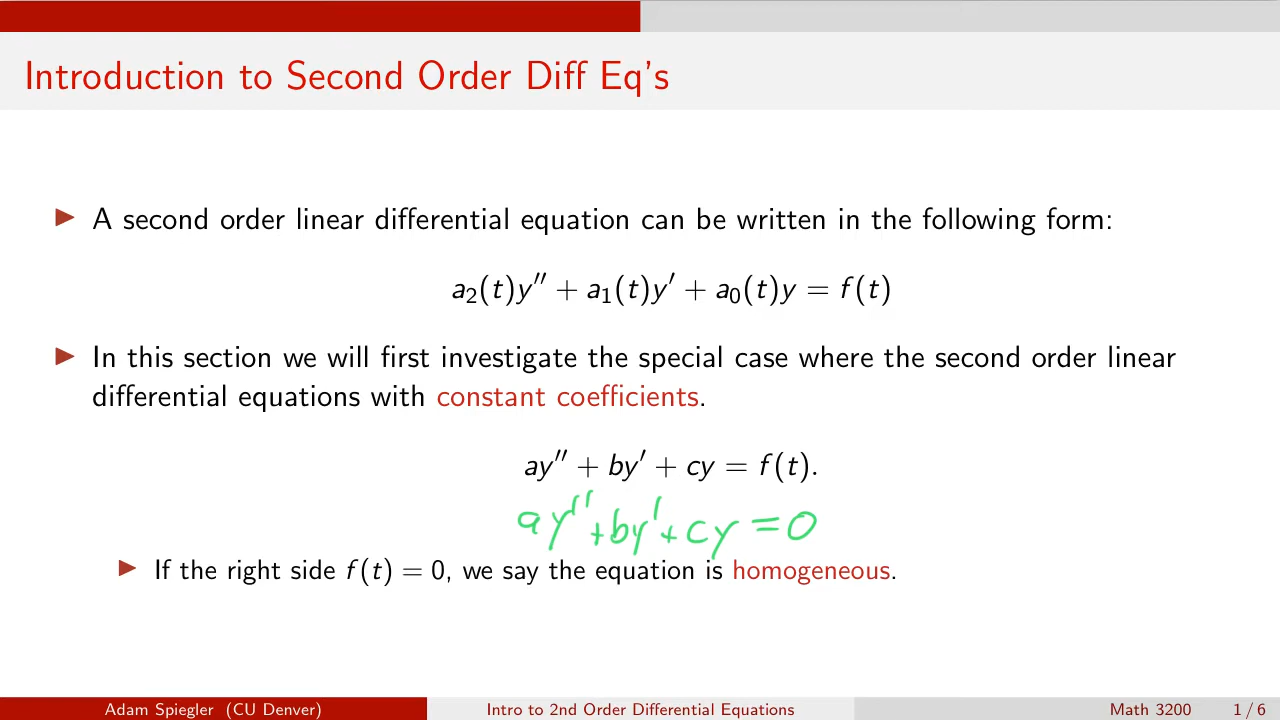 Introduction to Second Order Diff Eq's
▶ A second order linear differential equation can be written in the following form:
a₂(t)y″ + a₁(t)y′ + a₀(t)y = f(t)
▶ In this section we will first investigate the special case where the second order linear
differential equations with constant coefficients.
ay″ + by′ + cy = f(t).
ay″ + by′ + cy = 0
▶ If the right side f(t) = 0, we say the equation is homogeneous.
Adam Spiegler (CU Denver) Intro to 2nd Order Differential Equations Math 3200 1 / 6